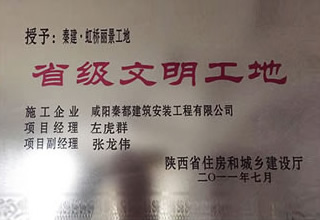 授予：秦建·虹桥丽景工地
省级文明工地
施工企业 咸阳秦都建筑安装工程有限公司
项目经理 左虎群
项目副经理 张龙伟
陕西省住房和城乡建设厅
二〇一一年七月